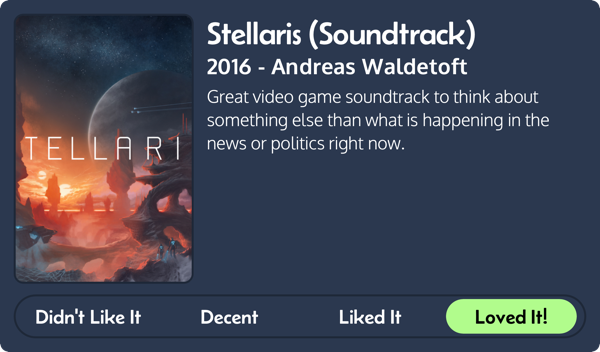 Stellaris (Soundtrack)
2016 - Andreas Waldetoft
Great video game soundtrack to think about
something else than what is happening in the
news or politics right now.
TELLARI
Didn't Like It Decent Liked It Loved It!